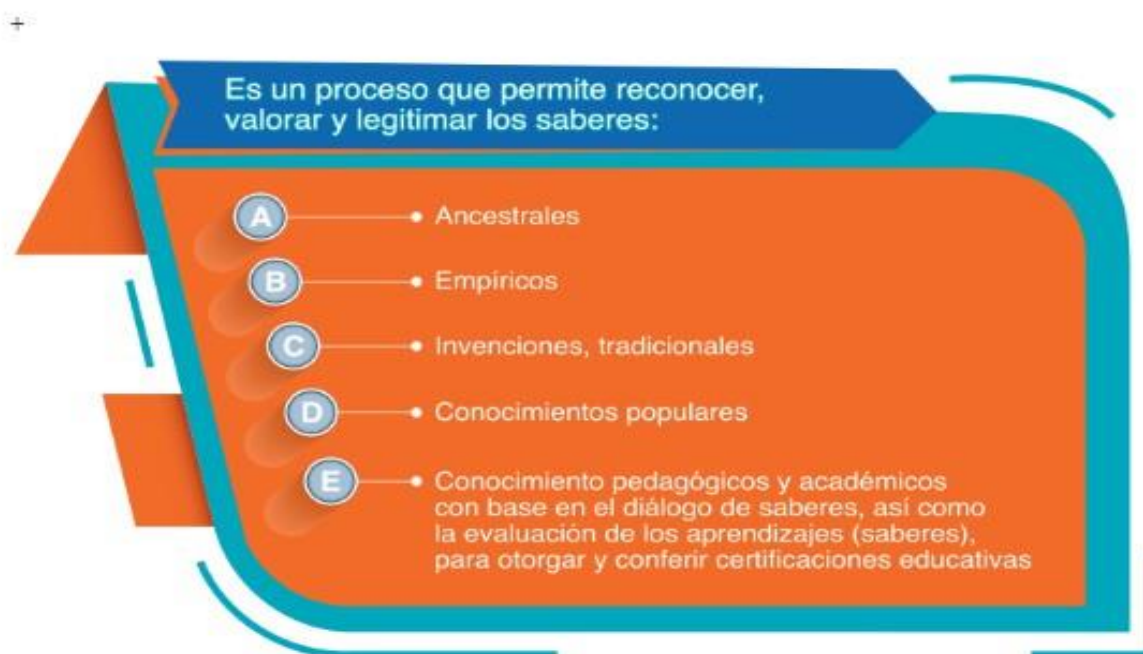 Es un proceso que permite reconocer,
valorar y legitimar los saberes:
A Ancestrales
B Empíricos
C Invenciones, tradicionales
D Conocimientos populares
E Conocimiento pedagógicos y académicos
con base en el diálogo de saberes, así como
la evaluación de los aprendizajes (saberes),
para otorgar y conferir certificaciones educativas